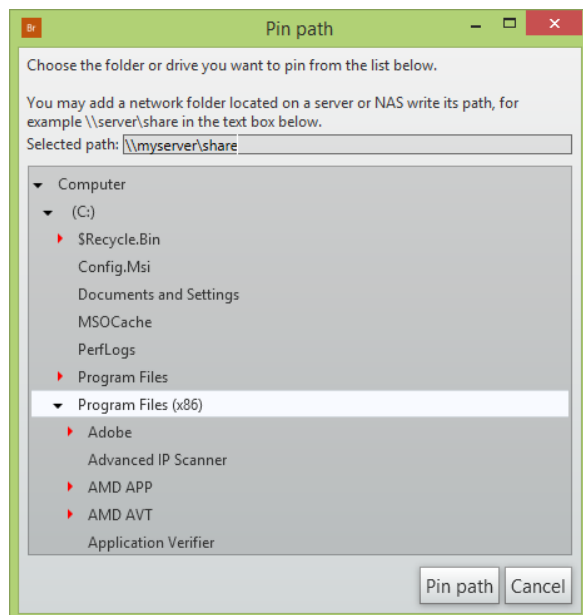 Br
Pin path
Choose the folder or drive you want to pin from the list below.
You may add a network folder located on a server or NAS write its path, for
example \\server\share in the text box below.
Selected path: \\myserver\share
Computer
(C:)
$Recycle.Bin
Config.Msi
Documents and Settings
MSOCache
PerfLogs
Program Files
Program Files (x86)
Adobe
Advanced IP Scanner
AMD APP
AMD AVT
Application Verifier
Pin path Cancel